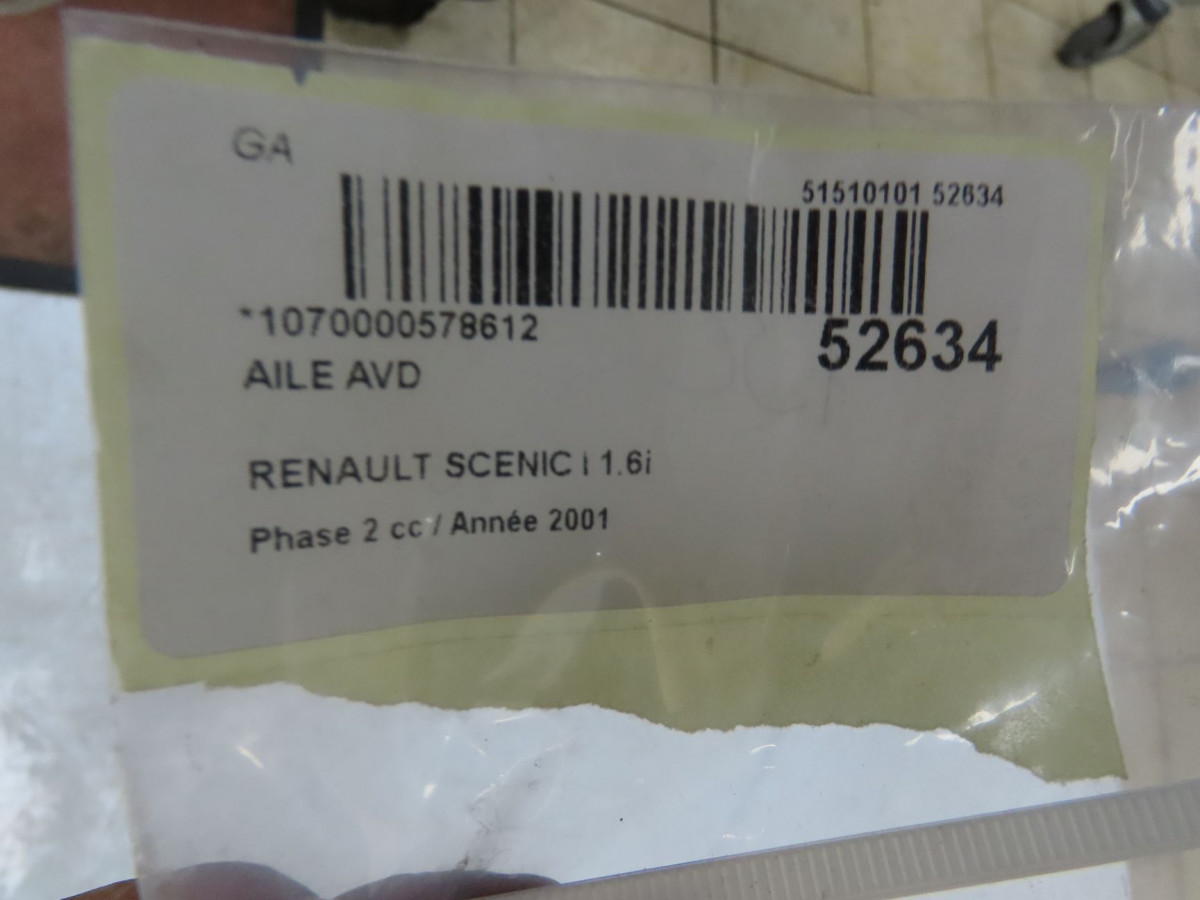 GA
51510101 52634
*1070000578612
52634
AILE AVD
RENAULT SCENIC I 1.6i
Phase 2 cc / Année 2001